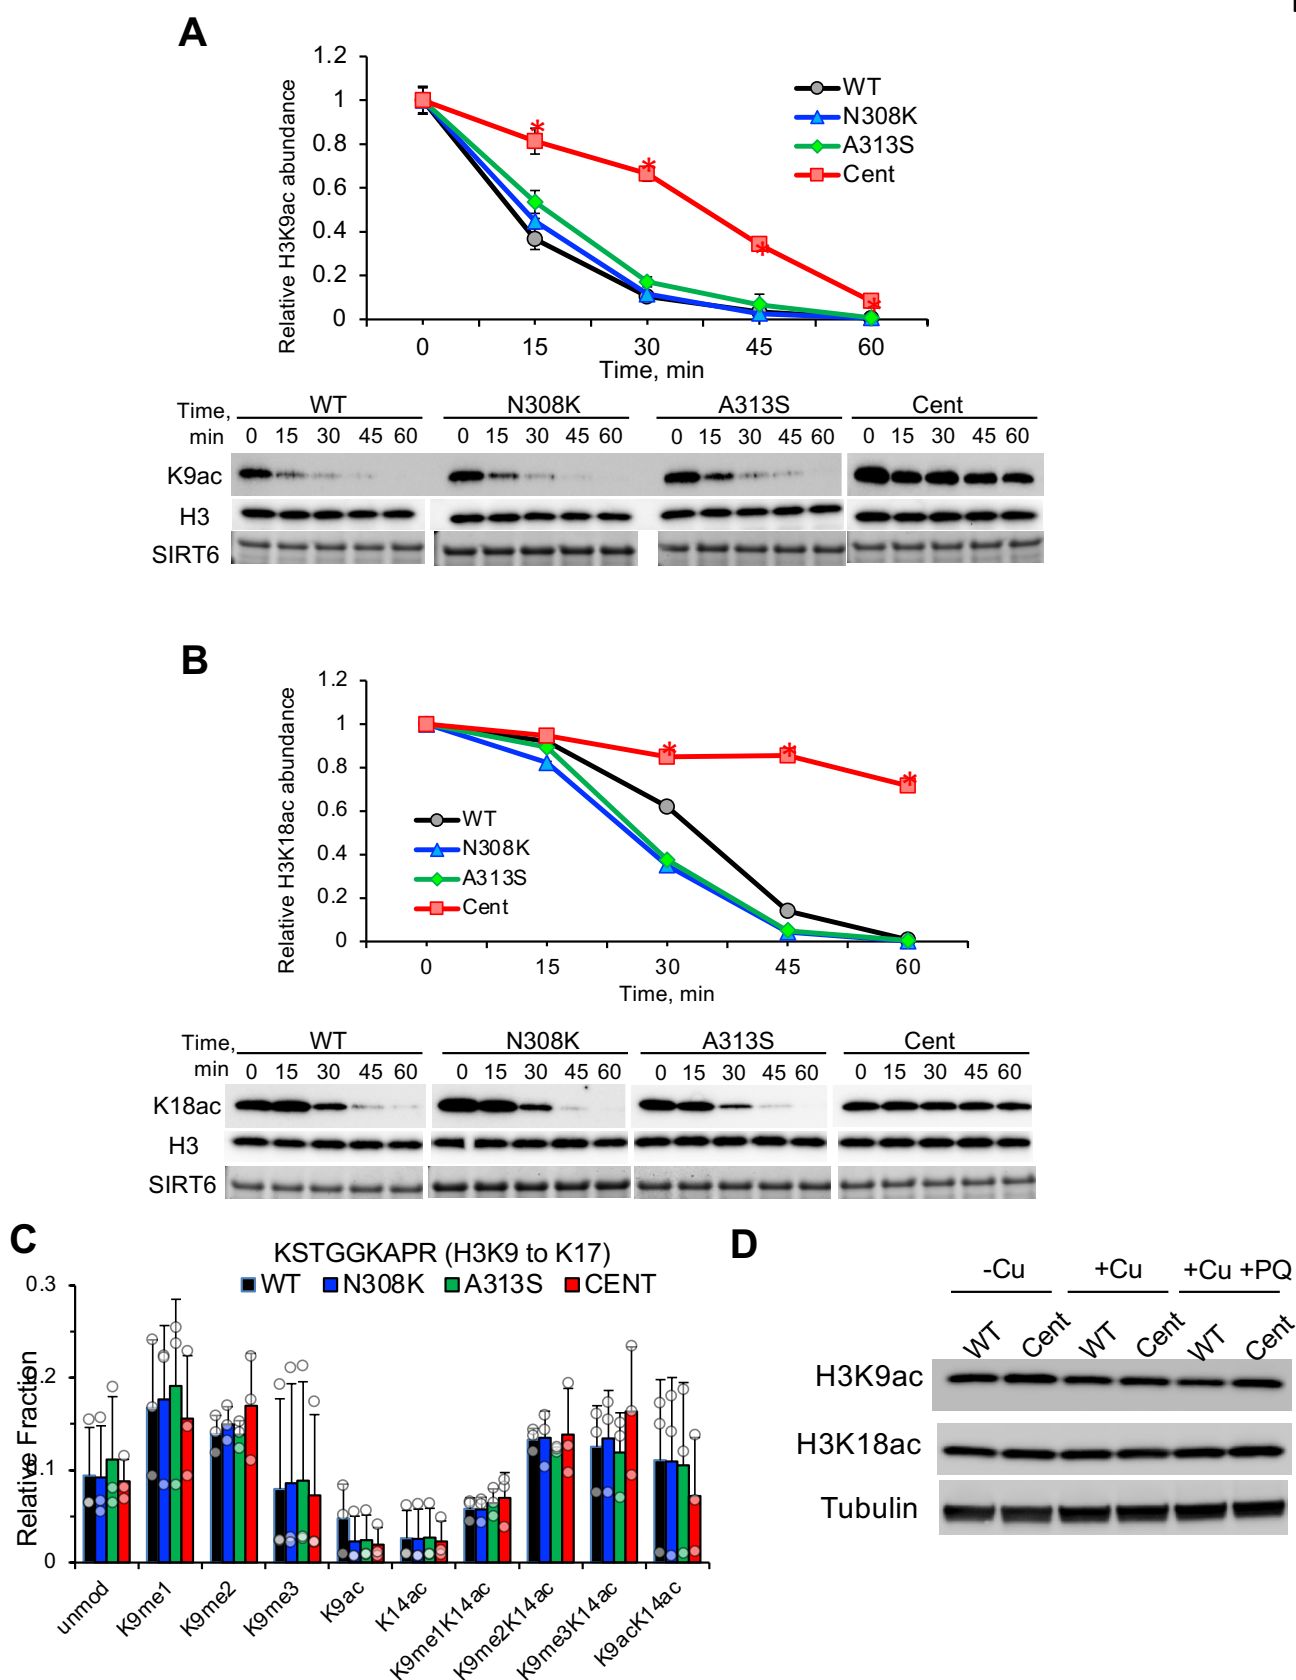 A
1.2
1
0.8
0.6
0.4
0.2
0
Relative H3K9ac abundance
WT
N308K
A313S
Cent
*
*
*
*
0 15 30 45 60
Time, min
Time, min
WT N308K A313S Cent
0 15 30 45 60 0 15 30 45 60 0 15 30 45 60 0 15 30 45 60
K9ac
H3
SIRT6
B
1.2
1
0.8
0.6
0.4
0.2
0
Relative H3K18ac abundance
WT
N308K
A313S
Cent
*
*
*
0 15 30 45 60
Time, min
Time, min
WT N308K A313S Cent
0 15 30 45 60 0 15 30 45 60 0 15 30 45 60 0 15 30 45 60
K18ac
H3
SIRT6
C
KSTGGKAPR (H3K9 to K17)
WT N308K A313S CENT
0.3
0.2
0.1
0
Relative Fraction
unmod
K9me1
K9me2
K9me3
K9ac
K14ac
K9me1K14ac
K9me2K14ac
K9me3K14ac
K9acK14ac
D
-Cu +Cu +Cu +PQ
WT Cent WT Cent WT Cent
H3K9ac
H3K18ac
Tubulin